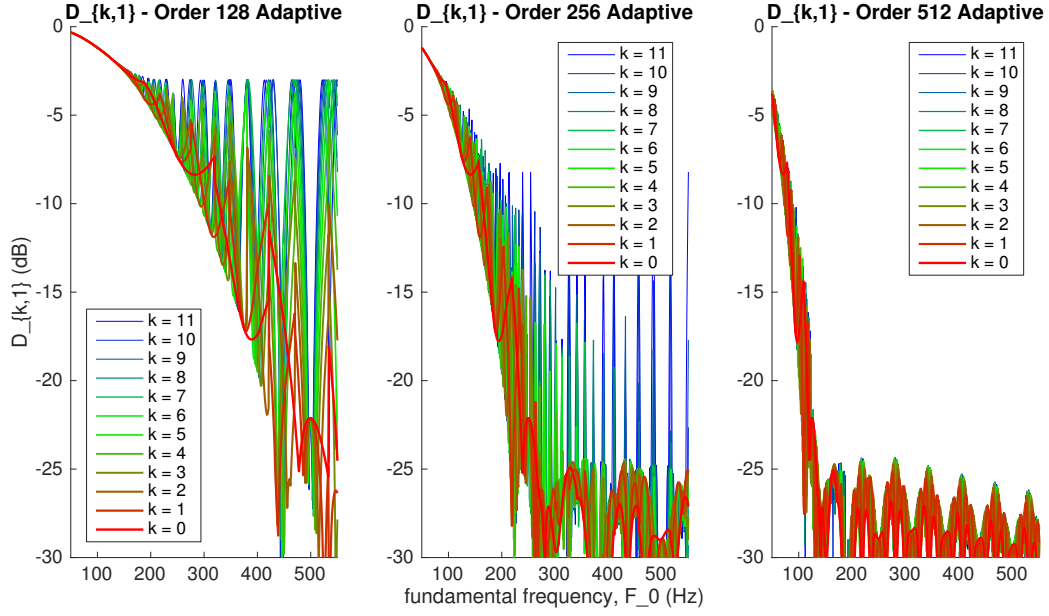 D_{k,1} - Order 128 Adaptive
D_{k,1} (dB)
0
-5
-10
-15
-20
-25
-30
100
200
300
400
500
k = 11
k = 10
k = 9
k = 8
k = 7
k = 6
k = 5
k = 4
k = 3
k = 2
k = 1
k = 0
D_{k,1} - Order 256 Adaptive
0
-5
-10
-15
-20
-25
-30
100
200
300
400
500
fundamental frequency, F_0 (Hz)
k = 11
k = 10
k = 9
k = 8
k = 7
k = 6
k = 5
k = 4
k = 3
k = 2
k = 1
k = 0
D_{k,1} - Order 512 Adaptive
0
-5
-10
-15
-20
-25
-30
100
200
300
400
500
k = 11
k = 10
k = 9
k = 8
k = 7
k = 6
k = 5
k = 4
k = 3
k = 2
k = 1
k = 0